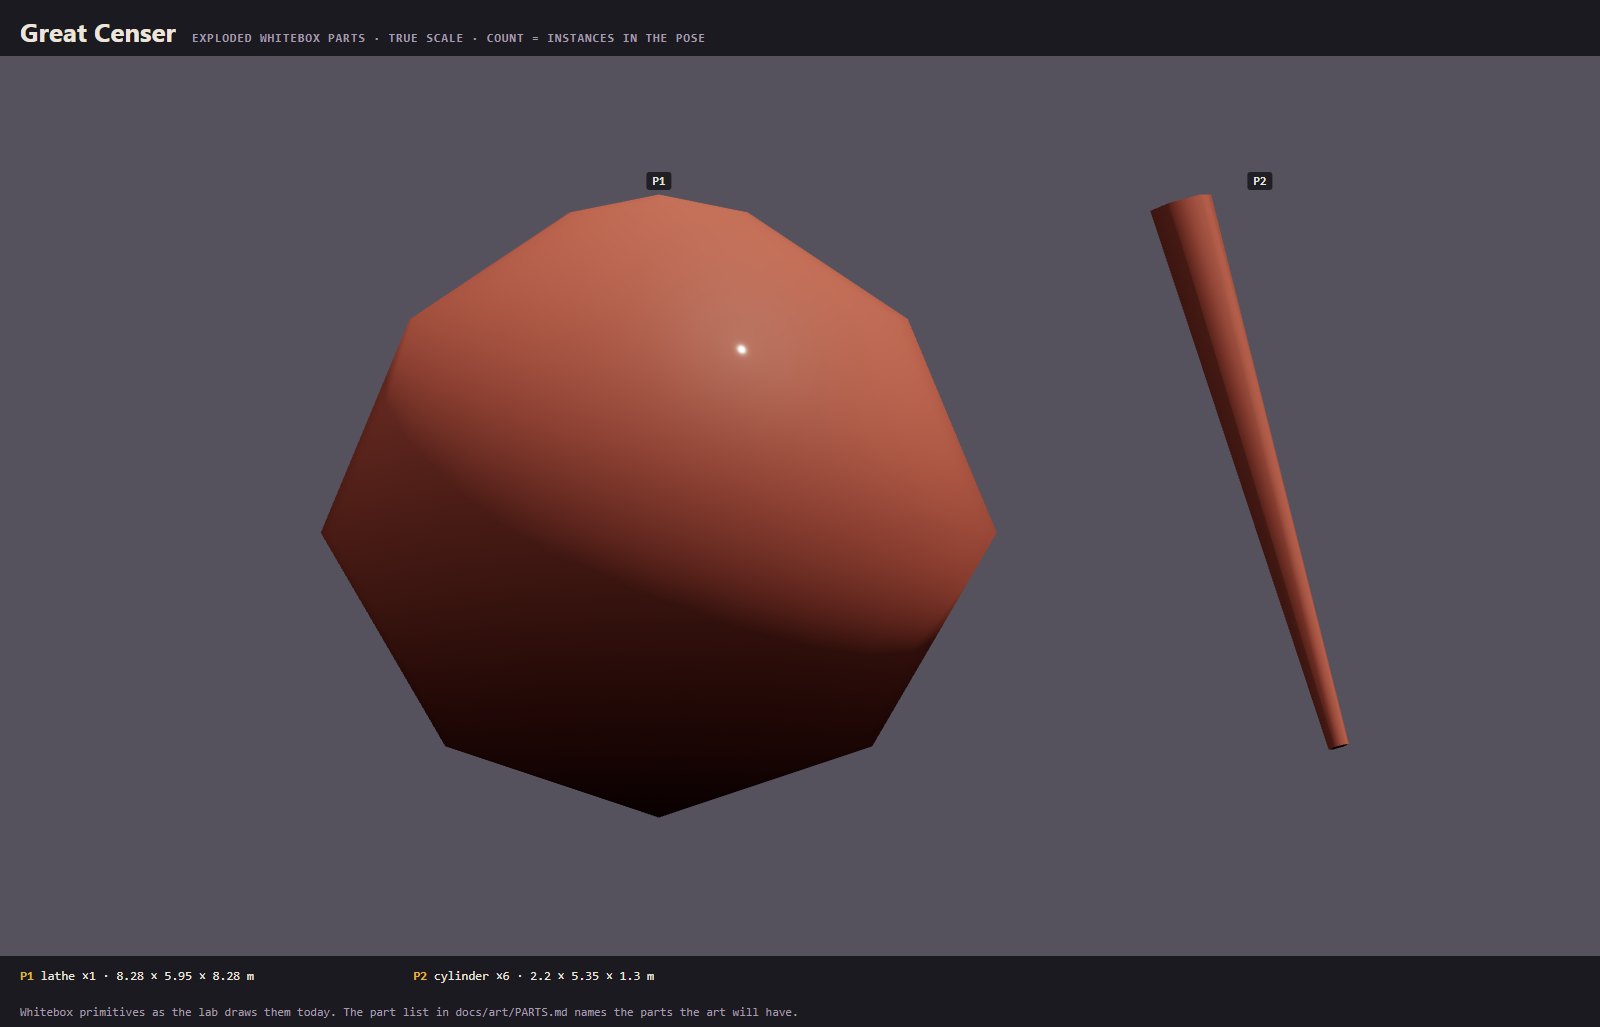 Great Censer EXPLODED WHITEBOX PARTS · TRUE SCALE · COUNT = INSTANCES IN THE POSE
P1
P2
P1 lathe ×1 · 8.28 × 5.95 × 8.28 m
P2 cylinder ×6 · 2.2 × 5.35 × 1.3 m
Whitebox primitives as the lab draws them today. The part list in docs/art/PARTS.md names the parts the art will have.